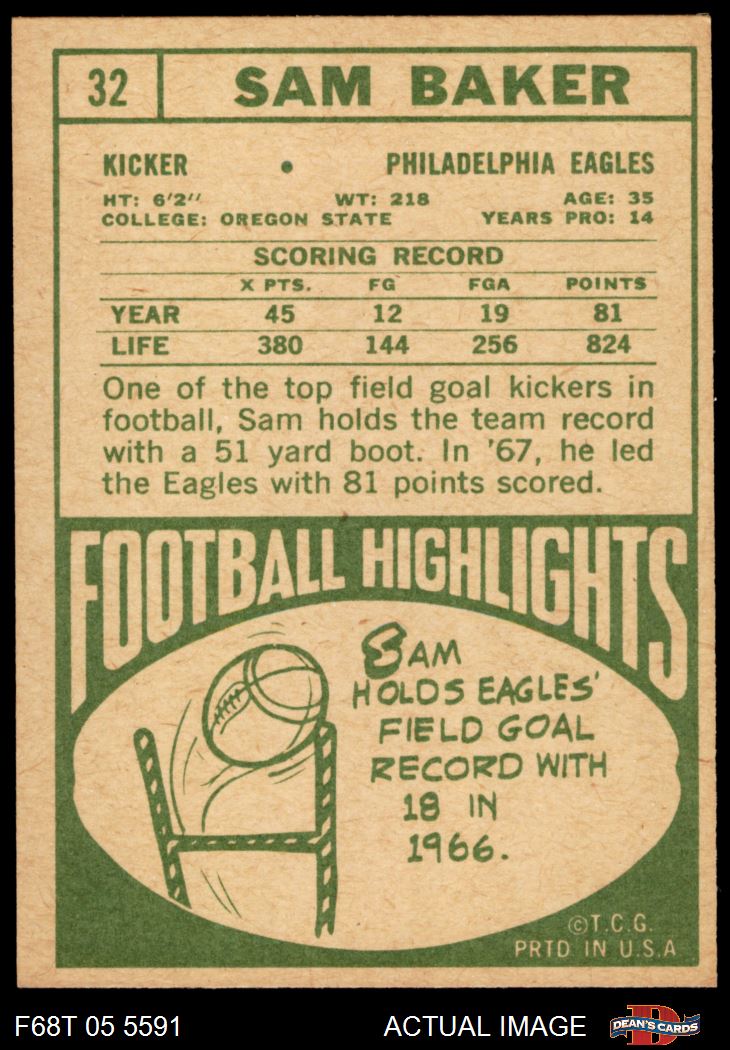 32 SAM BAKER
KICKER • PHILADELPHIA EAGLES
HT: 6'2" WT: 218 AGE: 35
COLLEGE: OREGON STATE YEARS PRO: 14
SCORING RECORD
X PTS. FG FGA POINTS
YEAR 45 12 19 81
LIFE 380 144 256 824
One of the top field goal kickers in
football, Sam holds the team record
with a 51 yard boot. In '67, he led
the Eagles with 81 points scored.
FOOTBALL HIGHLIGHTS
SAM
HOLDS EAGLES'
FIELD GOAL
RECORD WITH
18 IN
1966.
©T.C.G.
PRTD IN U.S.A
F68T 05 5591 ACTUAL IMAGE DEAN'S CARDS